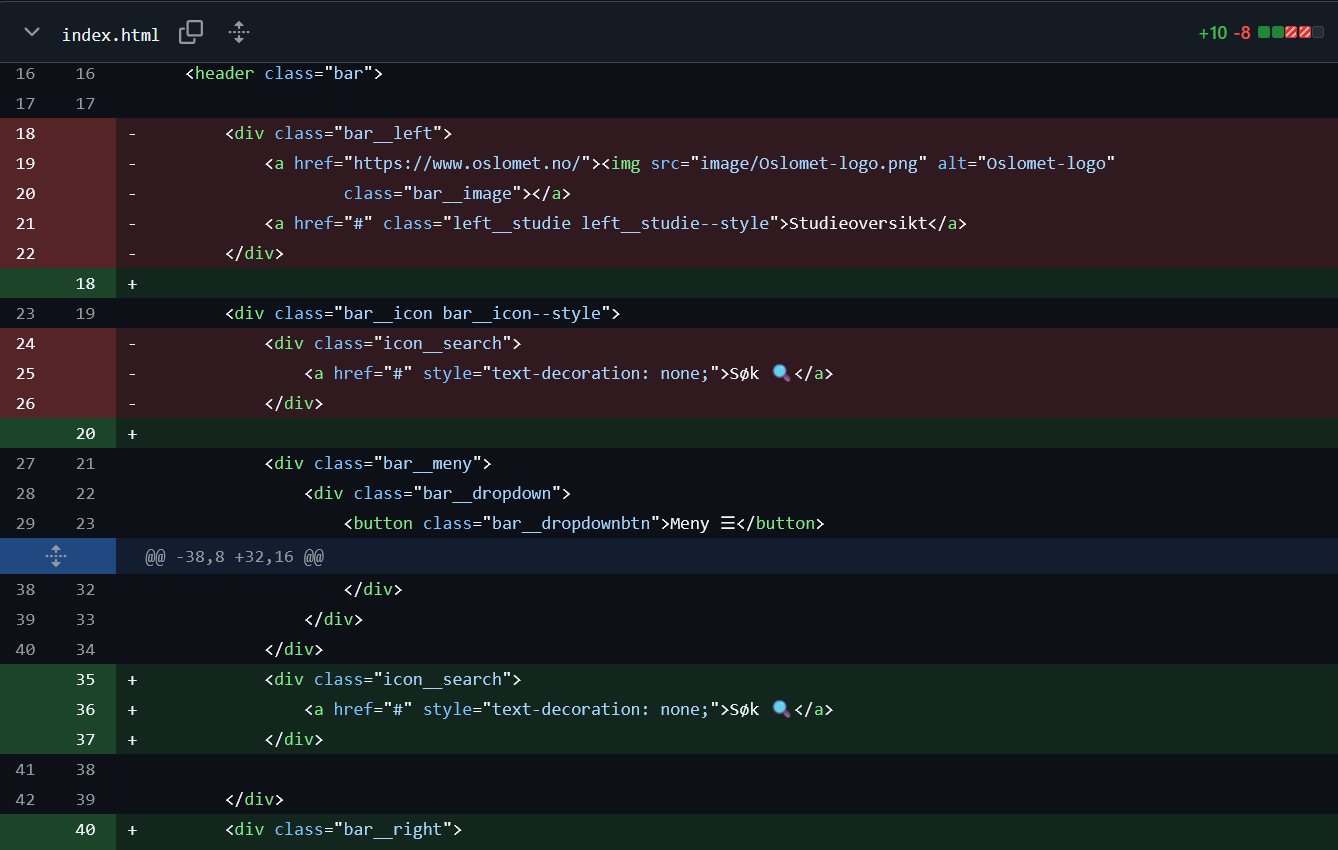 index.html +10 -8
16 16 <header class="bar">
17 17
18 - <div class="bar__left">
19 - <a href="https://www.oslomet.no/"><img src="image/Oslomet-logo.png" alt="Oslomet-logo"
20 - class="bar__image"></a>
21 - <a href="#" class="left__studie left__studie--style">Studieoversikt</a>
22 - </div>
18 +
23 19 <div class="bar__icon bar__icon--style">
24 - <div class="icon__search">
25 - <a href="#" style="text-decoration: none;">Søk 🔍</a>
26 - </div>
20 +
27 21 <div class="bar__meny">
28 22 <div class="bar__dropdown">
29 23 <button class="bar__dropdownbtn">Meny ☰</button>
@@ -38,8 +32,16 @@
38 32 </div>
39 33 </div>
40 34 </div>
35 + <div class="icon__search">
36 + <a href="#" style="text-decoration: none;">Søk 🔍</a>
37 + </div>
41 38
42 39 </div>
40 + <div class="bar__right">